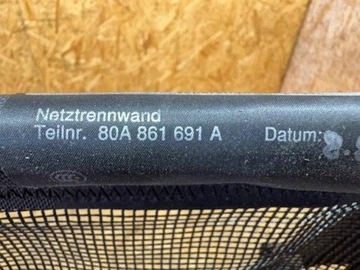 Netztrennwand
Teilnr. 80A 861 691 A Datum: